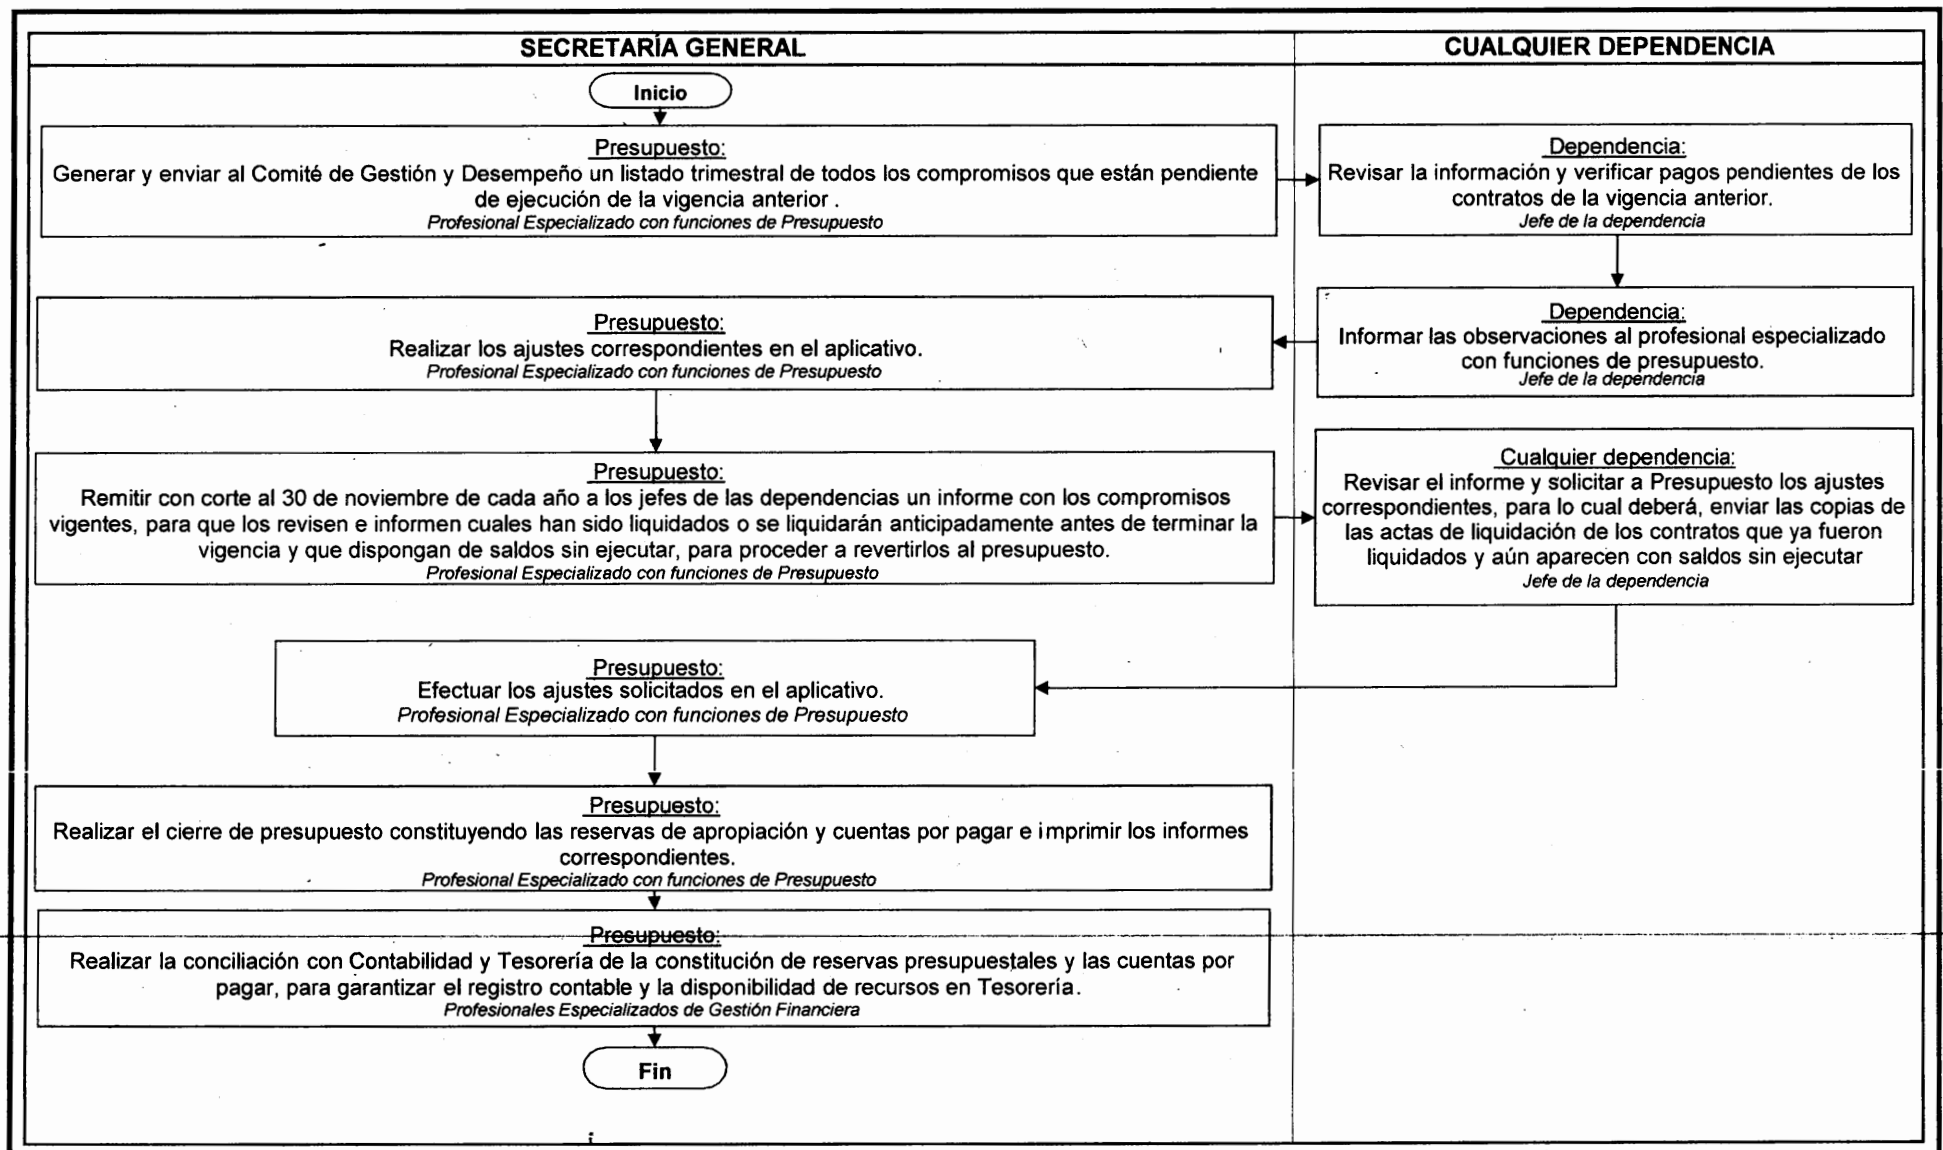 SECRETARÍA GENERAL
CUALQUIER DEPENDENCIA
Inicio
Presupuesto:
Generar y enviar al Comité de Gestión y Desempeño un listado trimestral de todos los compromisos que están pendiente
de ejecución de la vigencia anterior .
Profesional Especializado con funciones de Presupuesto
Dependencia:
Revisar la información y verificar pagos pendientes de los
contratos de la vigencia anterior.
Jefe de la dependencia
Dependencia:
Informar las observaciones al profesional especializado
con funciones de presupuesto.
Jefe de la dependencia
Presupuesto:
Realizar los ajustes correspondientes en el aplicativo.
Profesional Especializado con funciones de Presupuesto
Presupuesto:
Remitir con corte al 30 de noviembre de cada año a los jefes de las dependencias un informe con los compromisos
vigentes, para que los revisen e informen cuales han sido liquidados o se liquidarán anticipadamente antes de terminar la
vigencia y que dispongan de saldos sin ejecutar, para proceder a revertirlos al presupuesto.
Profesional Especializado con funciones de Presupuesto
Cualquier dependencia:
Revisar el informe y solicitar a Presupuesto los ajustes
correspondientes, para lo cual deberá, enviar las copias de
las actas de liquidación de los contratos que ya fueron
liquidados y aún aparecen con saldos sin ejecutar
Jefe de la dependencia
Presupuesto:
Efectuar los ajustes solicitados en el aplicativo.
Profesional Especializado con funciones de Presupuesto
Presupuesto:
Realizar el cierre de presupuesto constituyendo las reservas de apropiación y cuentas por pagar e imprimir los informes
correspondientes.
Profesional Especializado con funciones de Presupuesto
Presupuesto:
Realizar la conciliación con Contabilidad y Tesorería de la constitución de reservas presupuestales y las cuentas por
pagar, para garantizar el registro contable y la disponibilidad de recursos en Tesorería.
Profesionales Especializados de Gestión Financiera
Fin